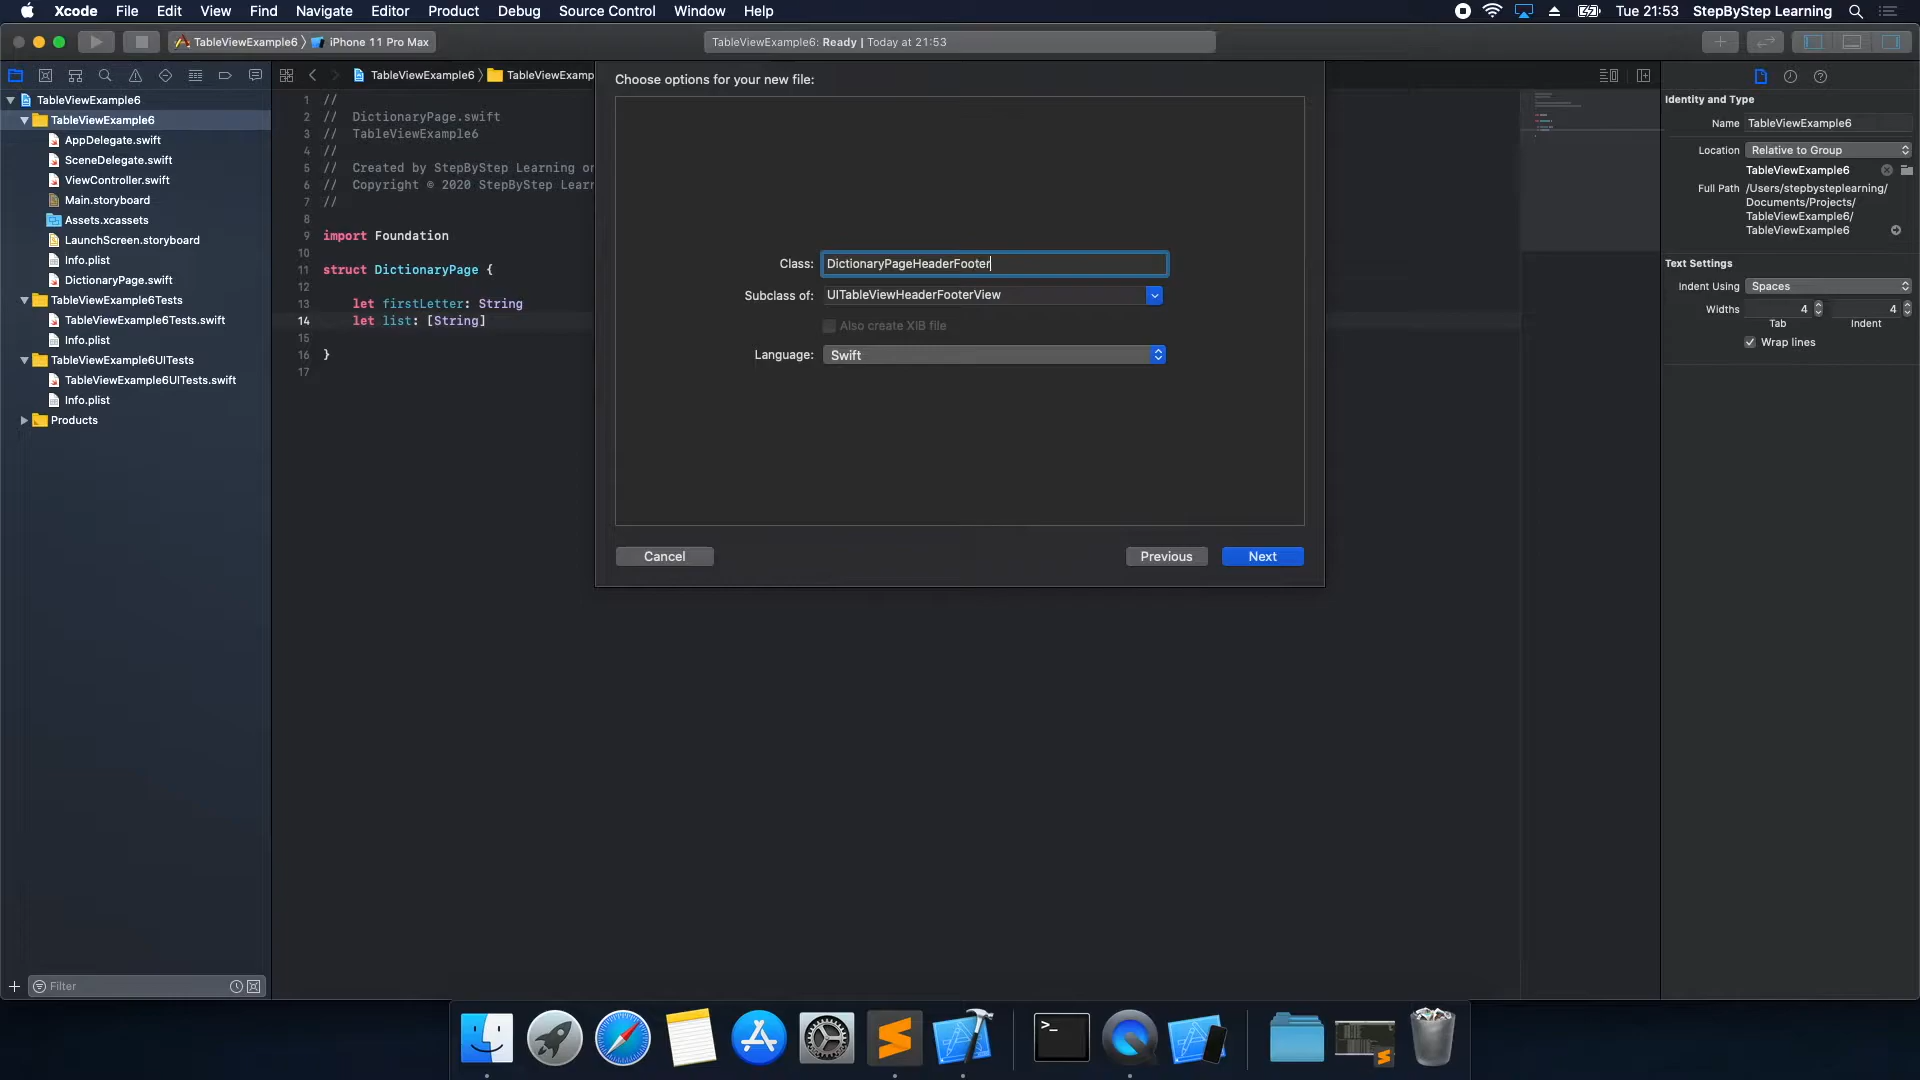 Xcode File Edit View Find Navigate Editor Product Debug Source Control Window Help Tue 21:53 StepByStep Learning
TableViewExample6 iPhone 11 Pro Max
TableViewExample6: Ready | Today at 21:53
TableViewExample6 TableViewExamp
TableViewExample6
TableViewExample6
AppDelegate.swift
SceneDelegate.swift
ViewController.swift
Main.storyboard
Assets.xcassets
LaunchScreen.storyboard
Info.plist
DictionaryPage.swift
TableViewExample6Tests
TableViewExample6Tests.swift
Info.plist
TableViewExample6UITests
TableViewExample6UITests.swift
Info.plist
Products
Filter
1 //
2 // DictionaryPage.swift
3 // TableViewExample6
4 //
5 // Created by StepByStep Learning on
6 // Copyright © 2020 StepByStep Lear
7 //
8
9 import Foundation
10
11 struct DictionaryPage {
12
13 let firstLetter: String
14 let list: [String]
15
16 }
17
Choose options for your new file:
Class: DictionaryPageHeaderFooter
Subclass of: UITableViewHeaderFooterView
Also create XIB file
Language: Swift
Cancel Previous Next
Identity and Type
Name TableViewExample6
Location Relative to Group
TableViewExample6
Full Path /Users/stepbysteplearning/
Documents/Projects/
TableViewExample6/
TableViewExample6
Text Settings
Indent Using Spaces
Widths 4 4
Tab Indent
Wrap lines
>_